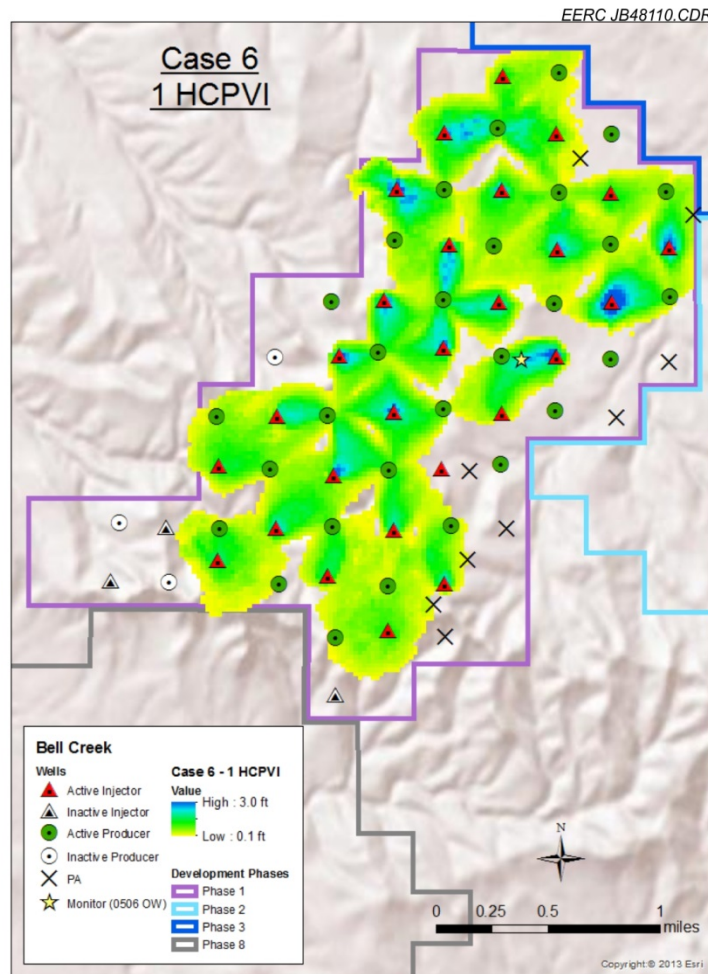 EERC JB48110.CDR
Case 6
1 HCPVI
Bell Creek
Wells
Active Injector
Inactive Injector
Active Producer
Inactive Producer
PA
Monitor (0506 OW)
Case 6 - 1 HCPVI
Value
High : 3.0 ft
Low : 0.1 ft
Development Phases
Phase 1
Phase 2
Phase 3
Phase 8
N
0 0.25 0.5 1
miles
Copyright:© 2013 Esri